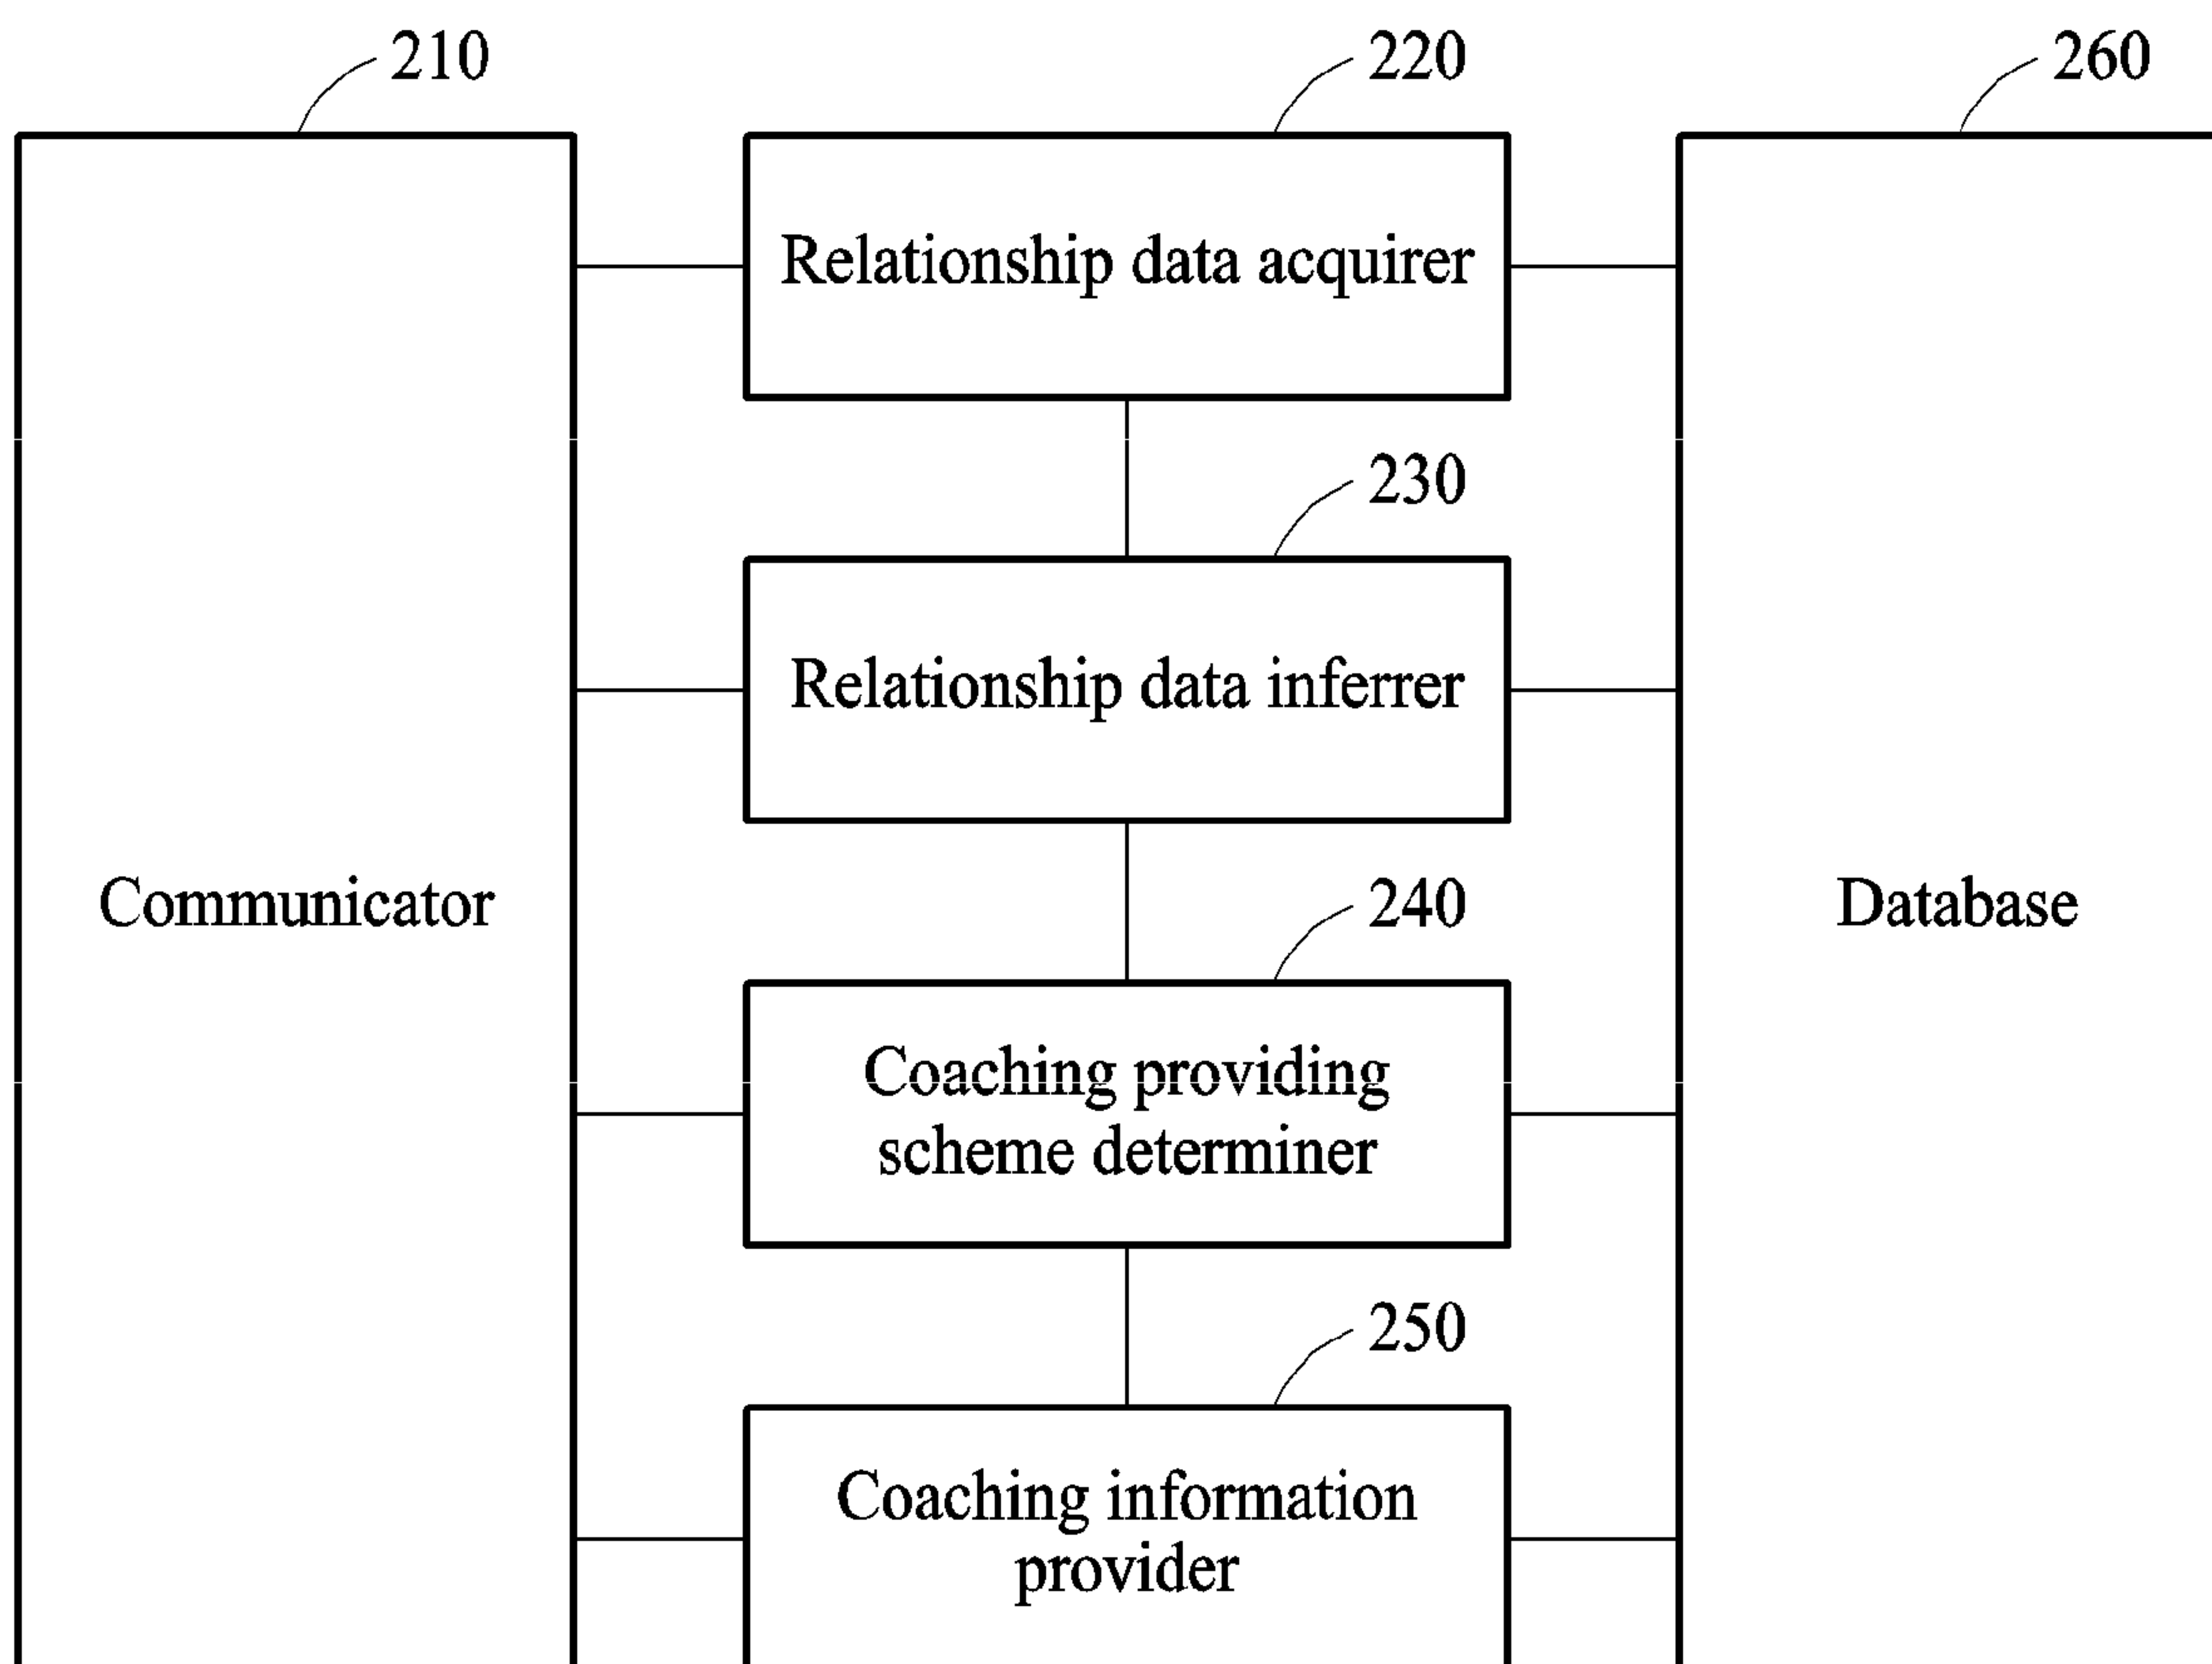 210
220
260
Relationship data acquirer
230
Relationship data inferrer
Communicator
240
Database
Coaching providing
scheme determiner
250
Coaching information
provider